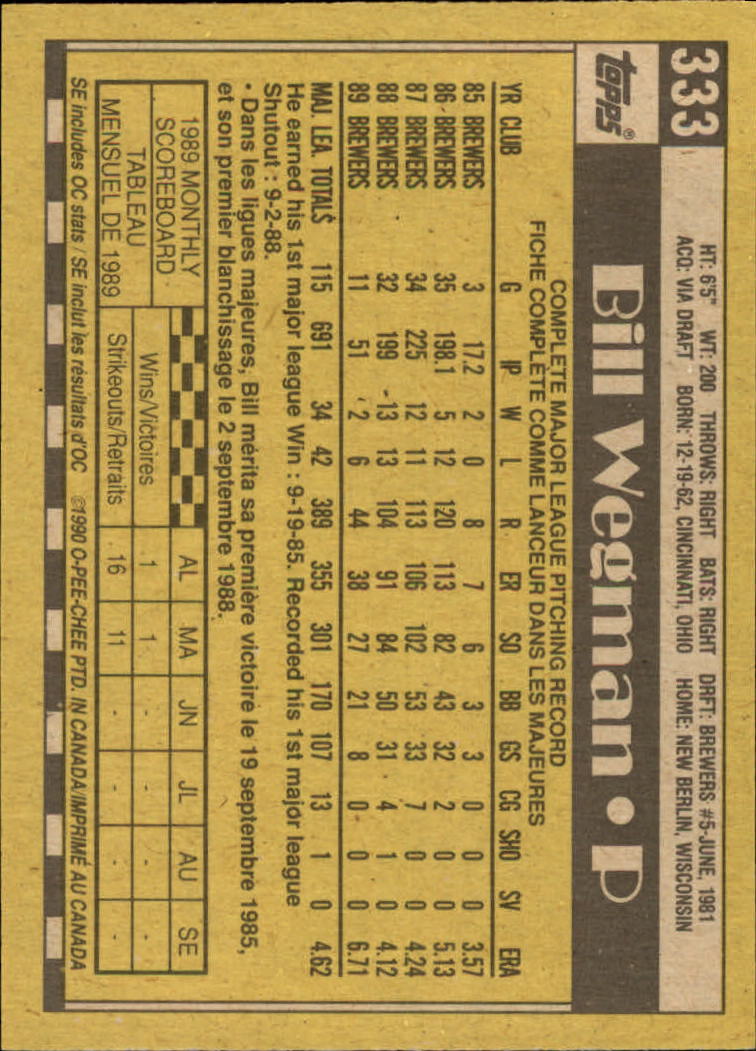 333
HT: 6'5" WT: 200 THROWS: RIGHT BATS: RIGHT DRFT: BREWERS #5-JUNE, 1981
ACQ: VIA DRAFT BORN: 12-19-62, CINCINNATI, OHIO HOME: NEW BERLIN, WISCONSIN
topps®
Bill Wegman • P
COMPLETE MAJOR LEAGUE PITCHING RECORD
FICHE COMPLÈTE COMME LANCEUR DANS LES MAJEURES
YR CLUB G IP W L R ER SO BB GS CG SHO SV ERA
85 BREWERS 3 17.2 2 0 8 7 6 3 3 0 0 0 3.57
86 BREWERS 35 198.1 5 12 120 113 82 43 32 2 0 0 5.13
87 BREWERS 34 225 12 11 113 106 102 53 33 7 0 0 4.24
88 BREWERS 32 199 13 13 104 91 84 50 31 4 1 0 4.12
89 BREWERS 11 51 2 6 44 38 27 21 8 0 0 0 6.71
MAJ. LEA. TOTALS 115 691 34 42 389 355 301 170 107 13 1 0 4.62
He earned his 1st major league Win : 9-19-85. Recorded his 1st major league
Shutout : 9-2-88.
• Dans les ligues majeures, Bill mérita sa première victoire le 19 septembre 1985,
et son premier blanchissage le 2 septembre 1988.
1989 MONTHLY
SCOREBOARD
TABLEAU
MENSUEL DE 1989
AL MA JN JL AU SE
Wins/Victoires 1 1 - - - -
Strikeouts/Retraits 16 11 - - - -
SE includes OC stats / SE inclut les résultats d'OC ©1990 O-PEE-CHEE PTD. IN CANADA/IMPRIMÉ AU CANADA